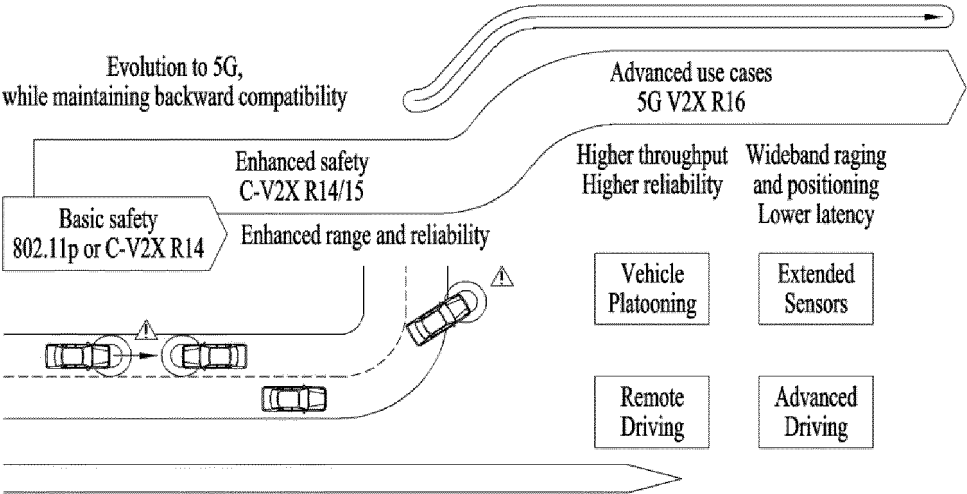 Evolution to 5G,
while maintaining backward compatibility
Advanced use cases
5G V2X R16
Enhanced safety
C-V2X R14/15
Higher throughput
Higher reliability
Wideband raging
and positioning
Lower latency
Basic safety
802.11p or C-V2X R14
Enhanced range and reliability
Vehicle
Platooning
Extended
Sensors
Remote
Driving
Advanced
Driving